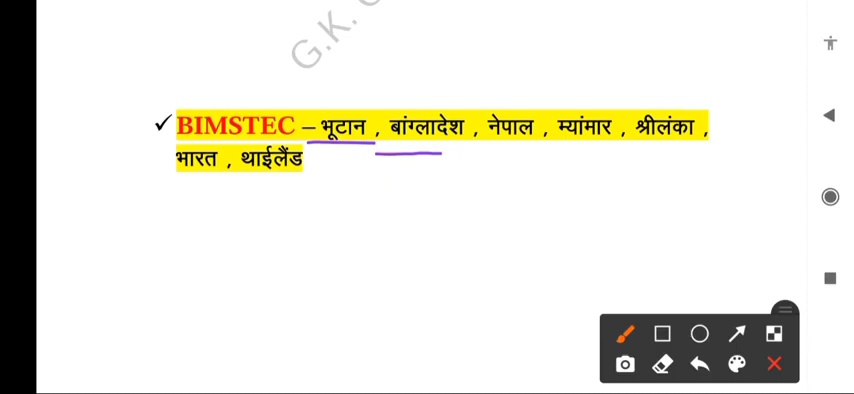 G.K.
✓ BIMSTEC – भूटान , बांग्लादेश , नेपाल , म्यांमार , श्रीलंका ,
भारत , थाईलैंड